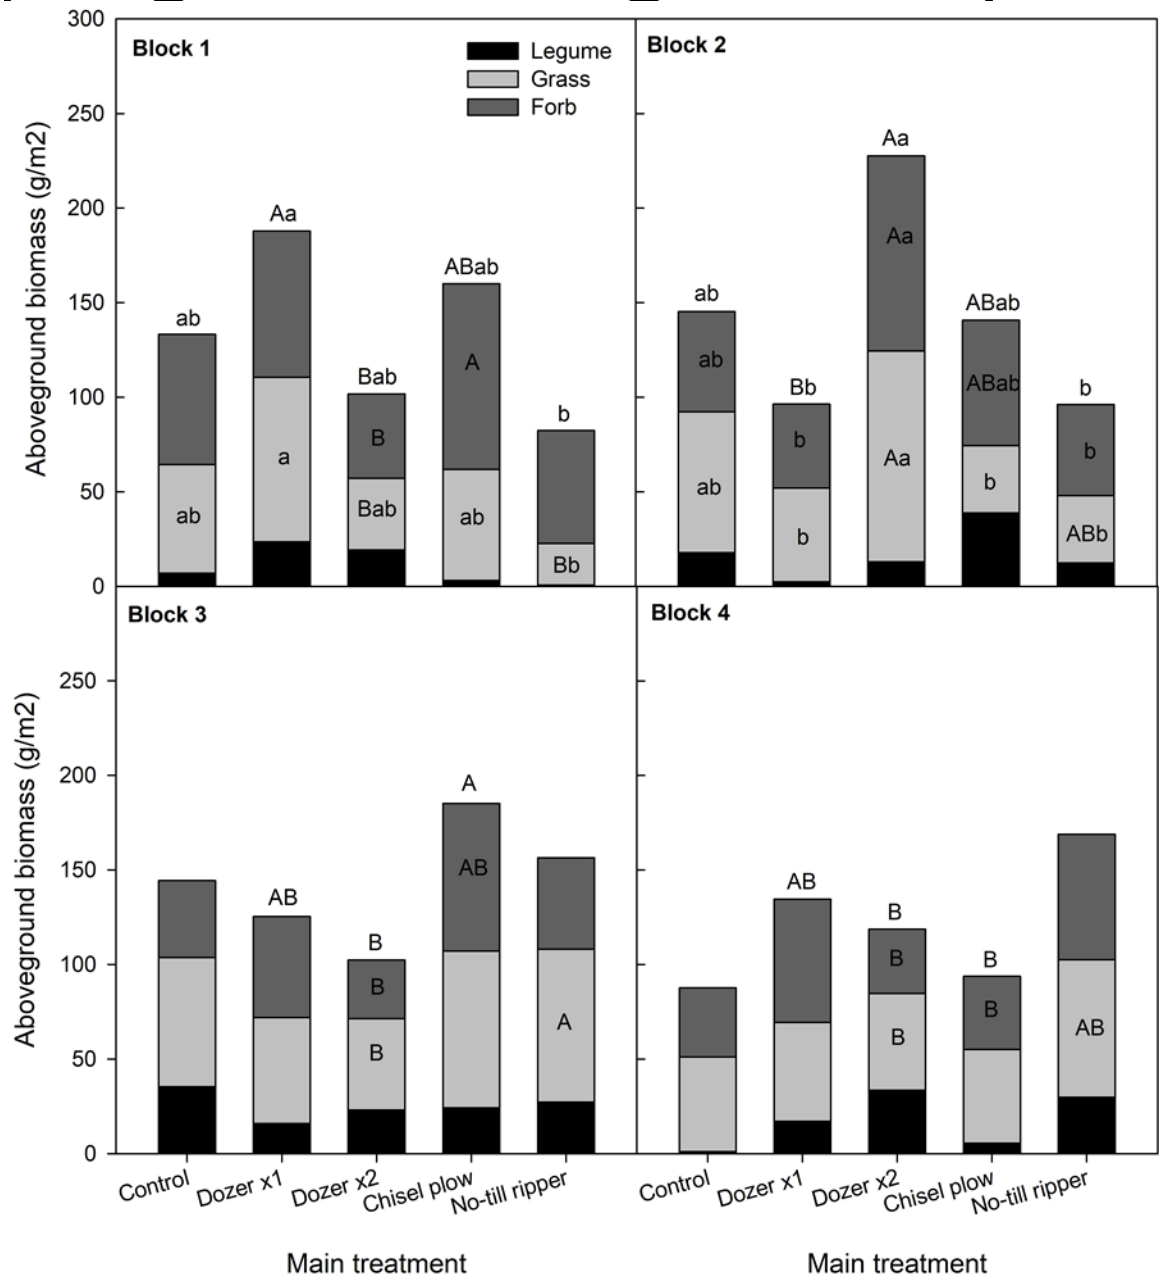 300
250
200
150
100
50
0
Aboveground biomass (g/m2)
Block 1
Legume
Grass
Forb
ab
ab
Aa
a
Bab
B
Bab
ABab
A
ab
b
Bb
Block 2
ab
ab
ab
Bb
b
b
Aa
Aa
Aa
ABab
ABab
b
b
b
ABb
250
200
150
100
50
0
Aboveground biomass (g/m2)
Block 3
AB
B
B
B
A
AB
A
Control
Dozer x1
Dozer x2
Chisel plow
No-till ripper
Main treatment
Block 4
AB
B
B
B
B
B
AB
Control
Dozer x1
Dozer x2
Chisel plow
No-till ripper
Main treatment